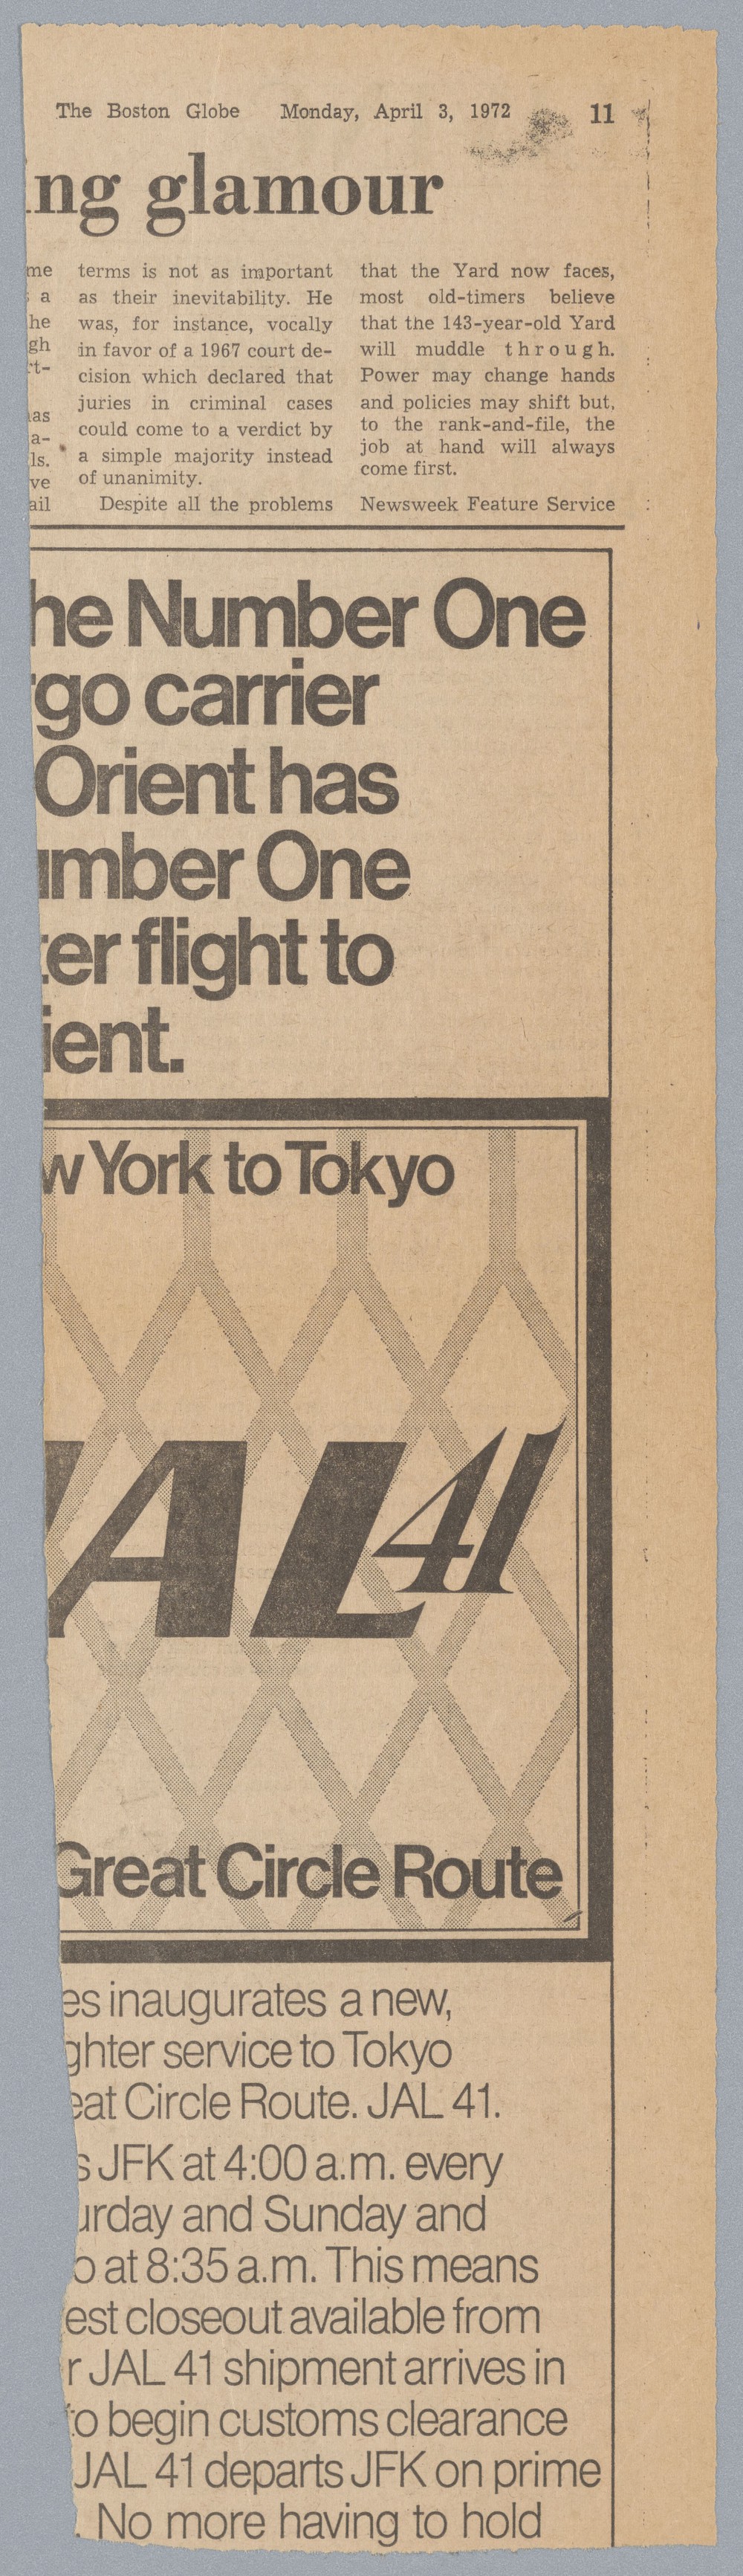 The Boston Globe Monday, April 3, 1972 11
glamour
terms is not as important
as their inevitability. He
was, for instance, vocally
in favor of a 1967 court de-
cision which declared that
juries in criminal cases
could come to a verdict by
a simple majority instead
of unanimity.
Despite all the problems
that the Yard now faces,
most old-timers believe
that the 143-year-old Yard
will muddle through.
Power may change hands
and policies may shift but,
to the rank-and-file, the
job at hand will always
come first.
Newsweek Feature Service
he Number One
go carrier
Orient has
mber One
er flight to
ient.
w York to Tokyo
JAL 41
Great Circle Route
es inaugurates a new,
ghter service to Tokyo
eat Circle Route. JAL 41.
s JFK at 4:00 a.m. every
urday and Sunday and
o at 8:35 a.m. This means
est closeout available from
r JAL 41 shipment arrives in
to begin customs clearance
JAL 41 departs JFK on prime
. No more having to hold